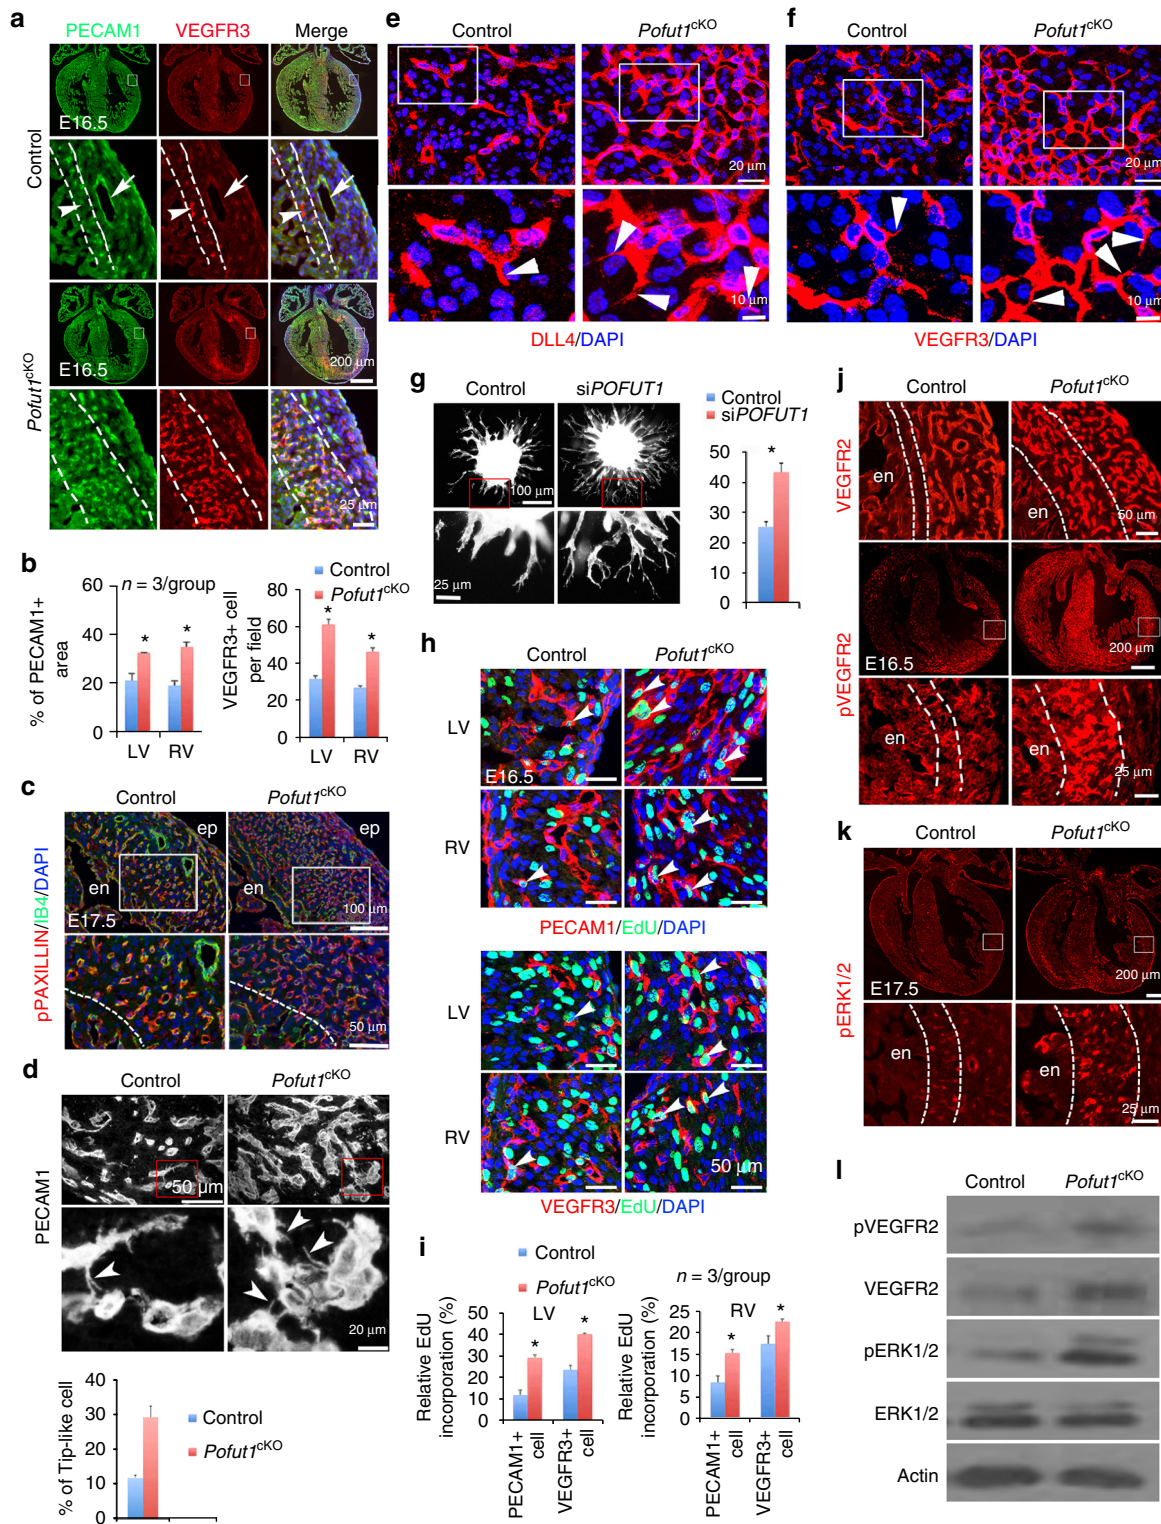 a
PECAM1 VEGFR3 Merge
Control
E16.5
Pofut1cKO
E16.5
200 µm
25 µm
b
Control
Pofut1cKO
n = 3/group
% of PECAM1+ area
60
40
20
0
* *
LV RV
VEGFR3+ cell per field
80
60
40
20
0
* *
LV RV
c
Control Pofut1cKO
pPAXILLIN/IB4/DAPI
ep ep
en en
E17.5
100 µm
50 µm
d
Control Pofut1cKO
PECAM1
50 µm
20 µm
% of Tip-like cell
40
30
20
10
0
Control
Pofut1cKO
e
Control Pofut1cKO
20 µm
10 µm
DLL4/DAPI
f
Control Pofut1cKO
20 µm
10 µm
VEGFR3/DAPI
g
Control siPOFUT1
100 µm
25 µm
Control
siPOFUT1
50
40
30
20
10
0
*
h
Control Pofut1cKO
LV
E16.5
RV
PECAM1/EdU/DAPI
LV
RV
50 µm
VEGFR3/EdU/DAPI
i
Control
Pofut1cKO
n = 3/group
Relative EdU incorporation (%)
LV
50
40
30
20
10
0
* *
PECAM1+ cell
VEGFR3+ cell
Relative EdU incorporation (%)
RV
25
20
15
10
5
0
* *
PECAM1+ cell
VEGFR3+ cell
j
Control Pofut1cKO
VEGFR2
en en
50 µm
pVEGFR2
E16.5
200 µm
en en
25 µm
k
Control Pofut1cKO
pERK1/2
E17.5
200 µm
en en
25 µm
l
Control Pofut1cKO
pVEGFR2
VEGFR2
pERK1/2
ERK1/2
Actin